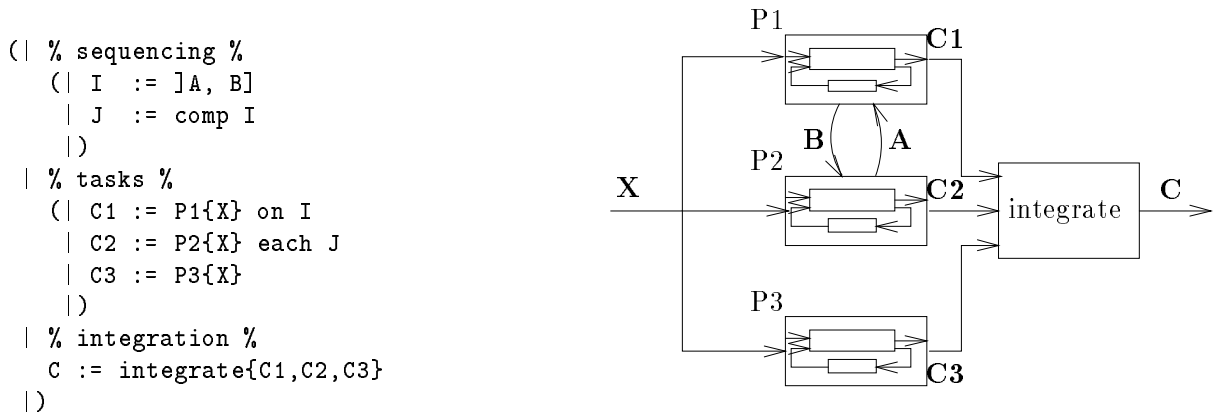 (| % sequencing %
(| I := ]A, B]
| J := comp I
|)
| % tasks %
(| C1 := P1{X} on I
| C2 := P2{X} each J
| C3 := P3{X}
|)
| % integration %
C := integrate{C1,C2,C3}
|)
P1
C1
B
A
P2
C2
X
integrate
C
P3
C3